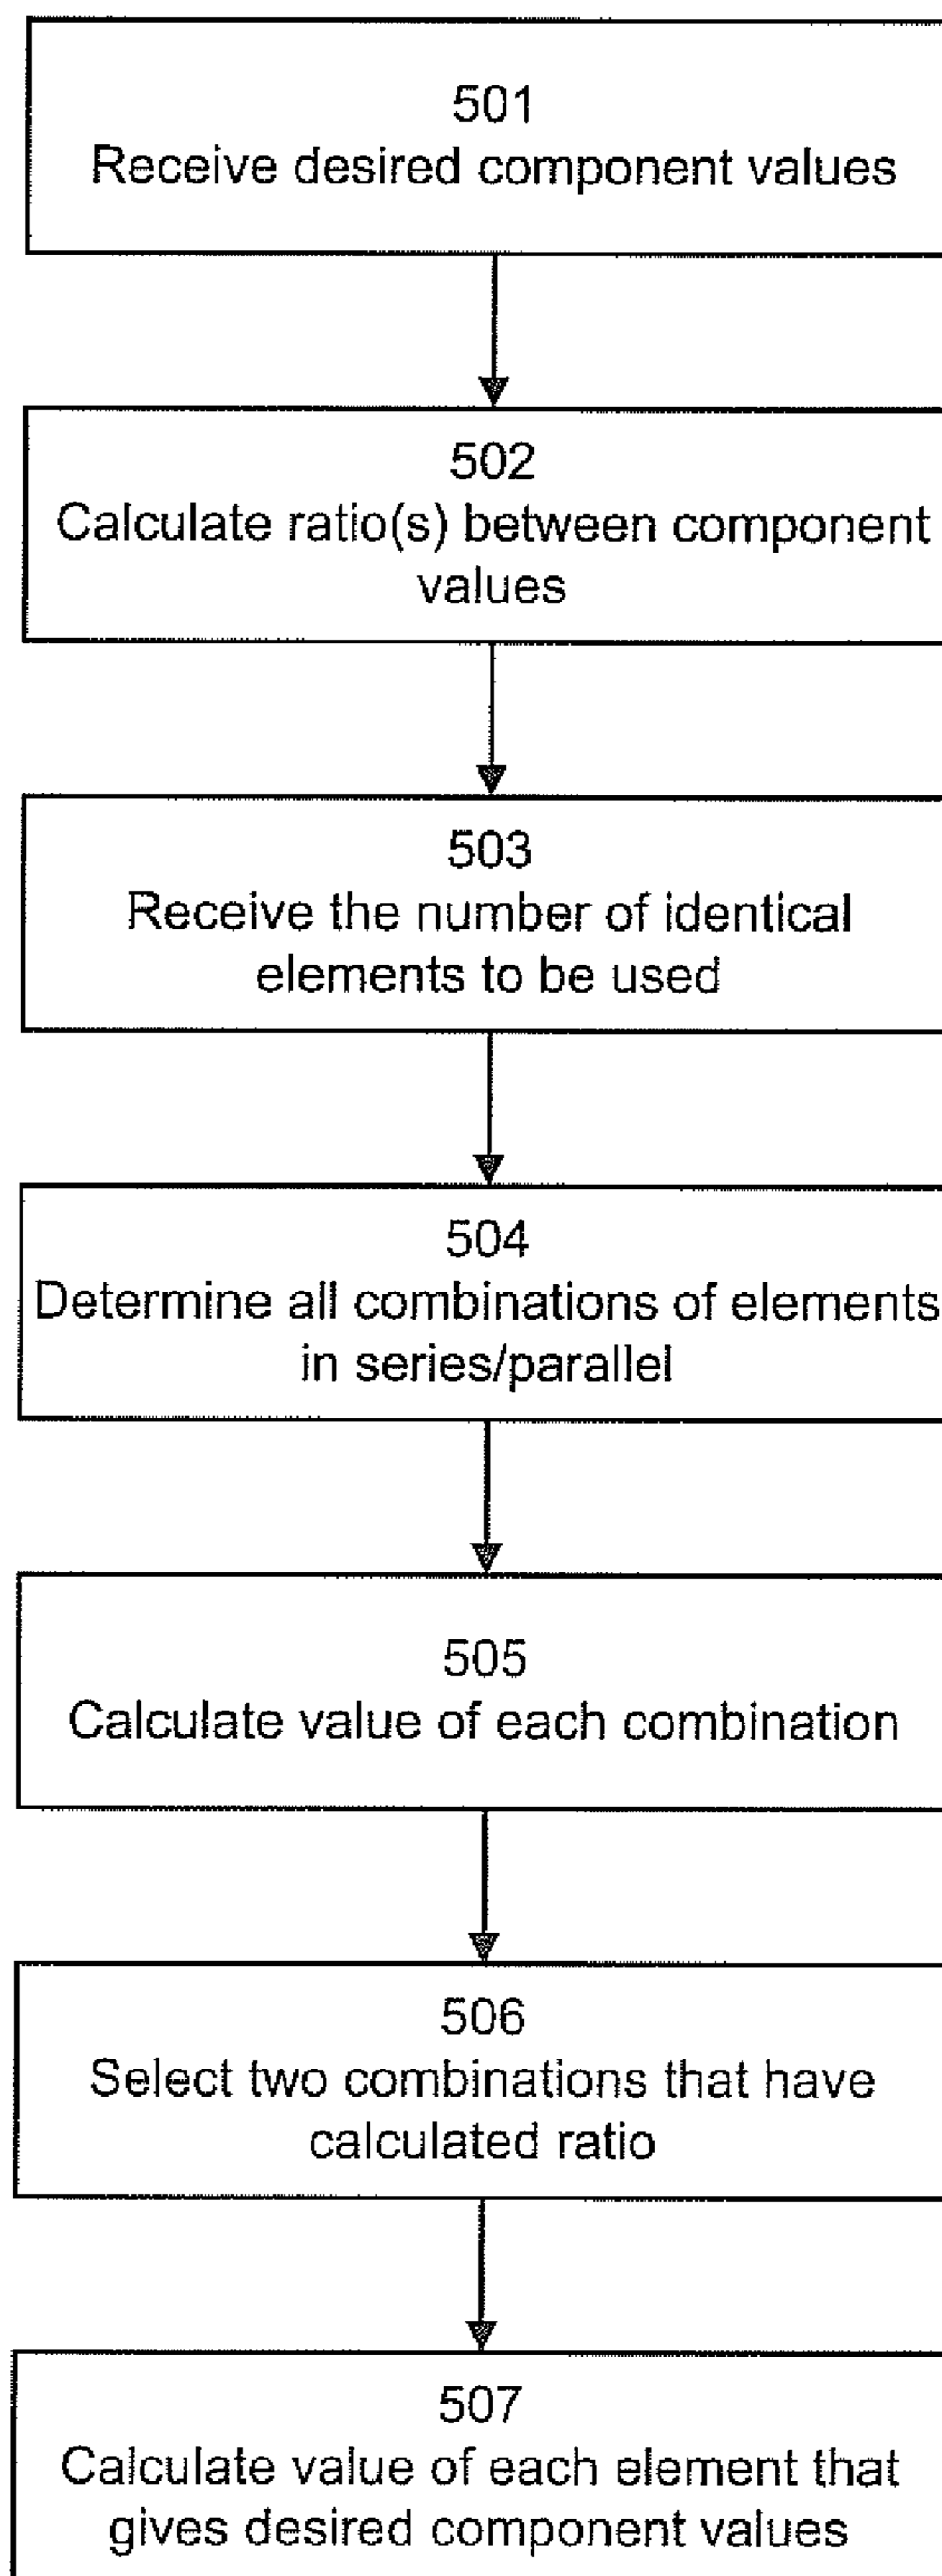 501
Receive desired component values
502
Calculate ratio(s) between component
values
503
Receive the number of identical
elements to be used
504
Determine all combinations of elements
in series/parallel
505
Calculate value of each combination
506
Select two combinations that have
calculated ratio
507
Calculate value of each element that
gives desired component values